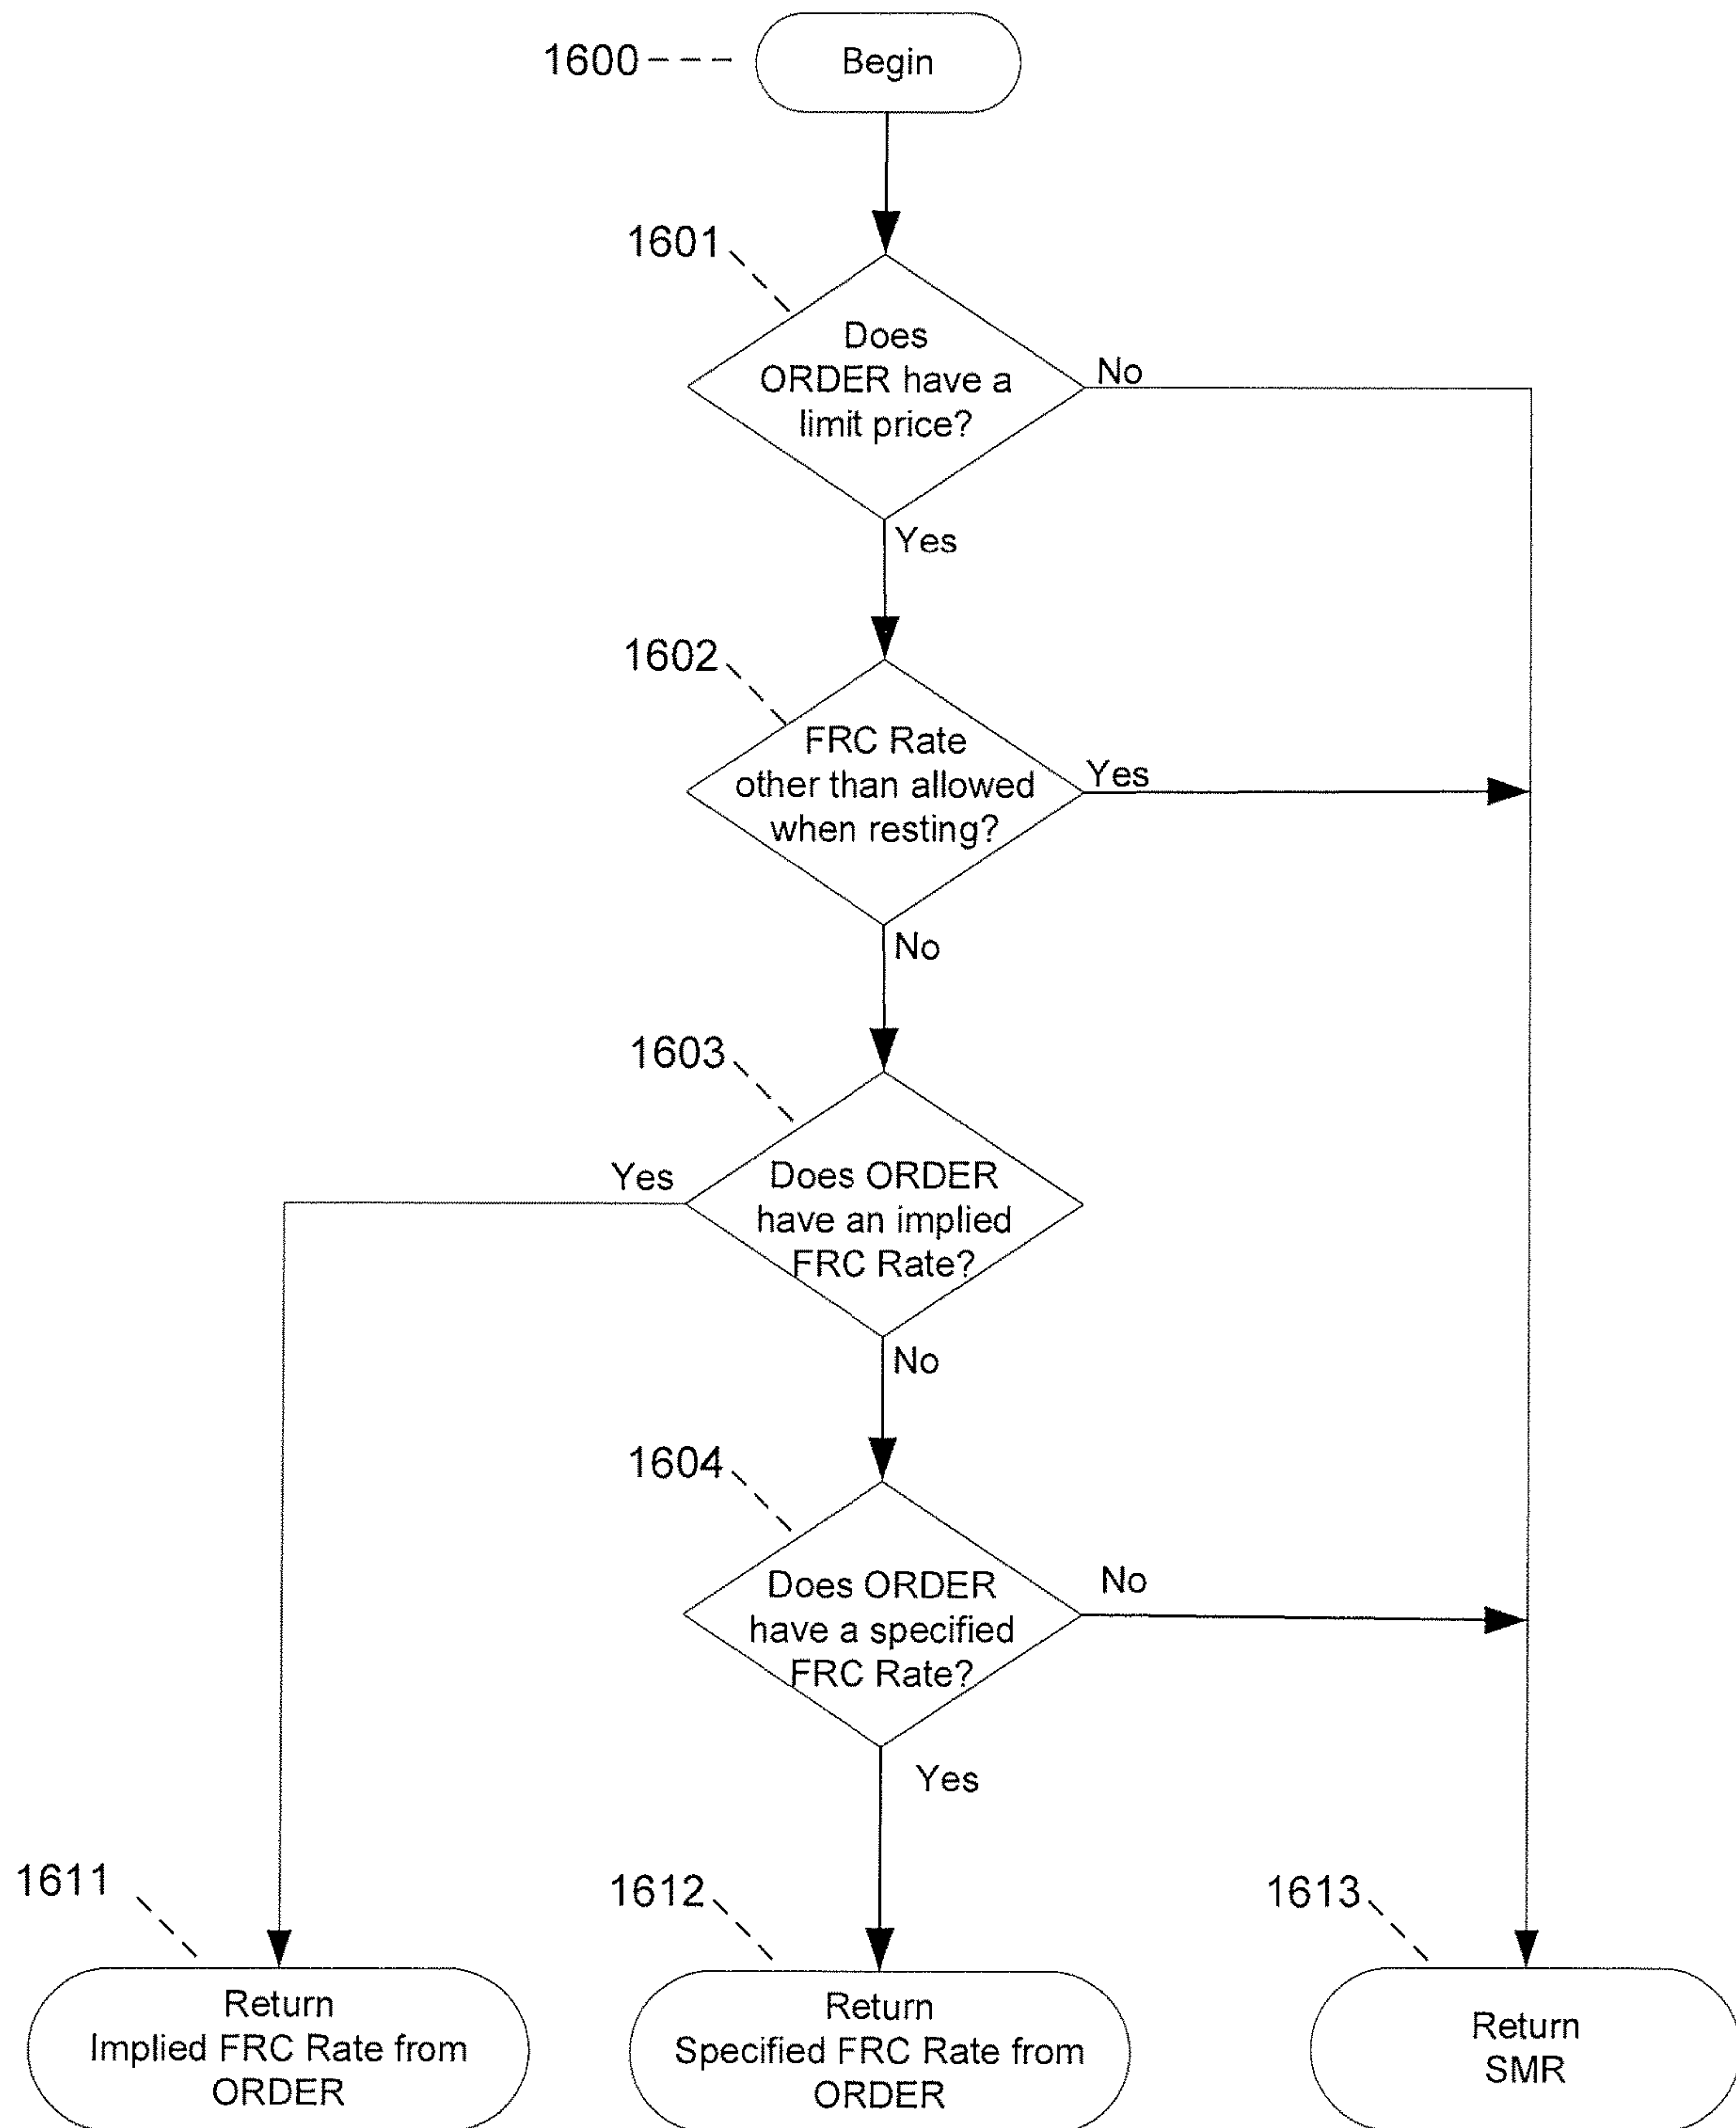 1600
Begin
1601
Does
ORDER have a
limit price?
No
Yes
1602
FRC Rate
other than allowed
when resting?
Yes
No
1603
Does ORDER
have an implied
FRC Rate?
Yes
No
1604
Does ORDER
have a specified
FRC Rate?
No
Yes
1611
Return
Implied FRC Rate from
ORDER
1612
Return
Specified FRC Rate from
ORDER
1613
Return
SMR